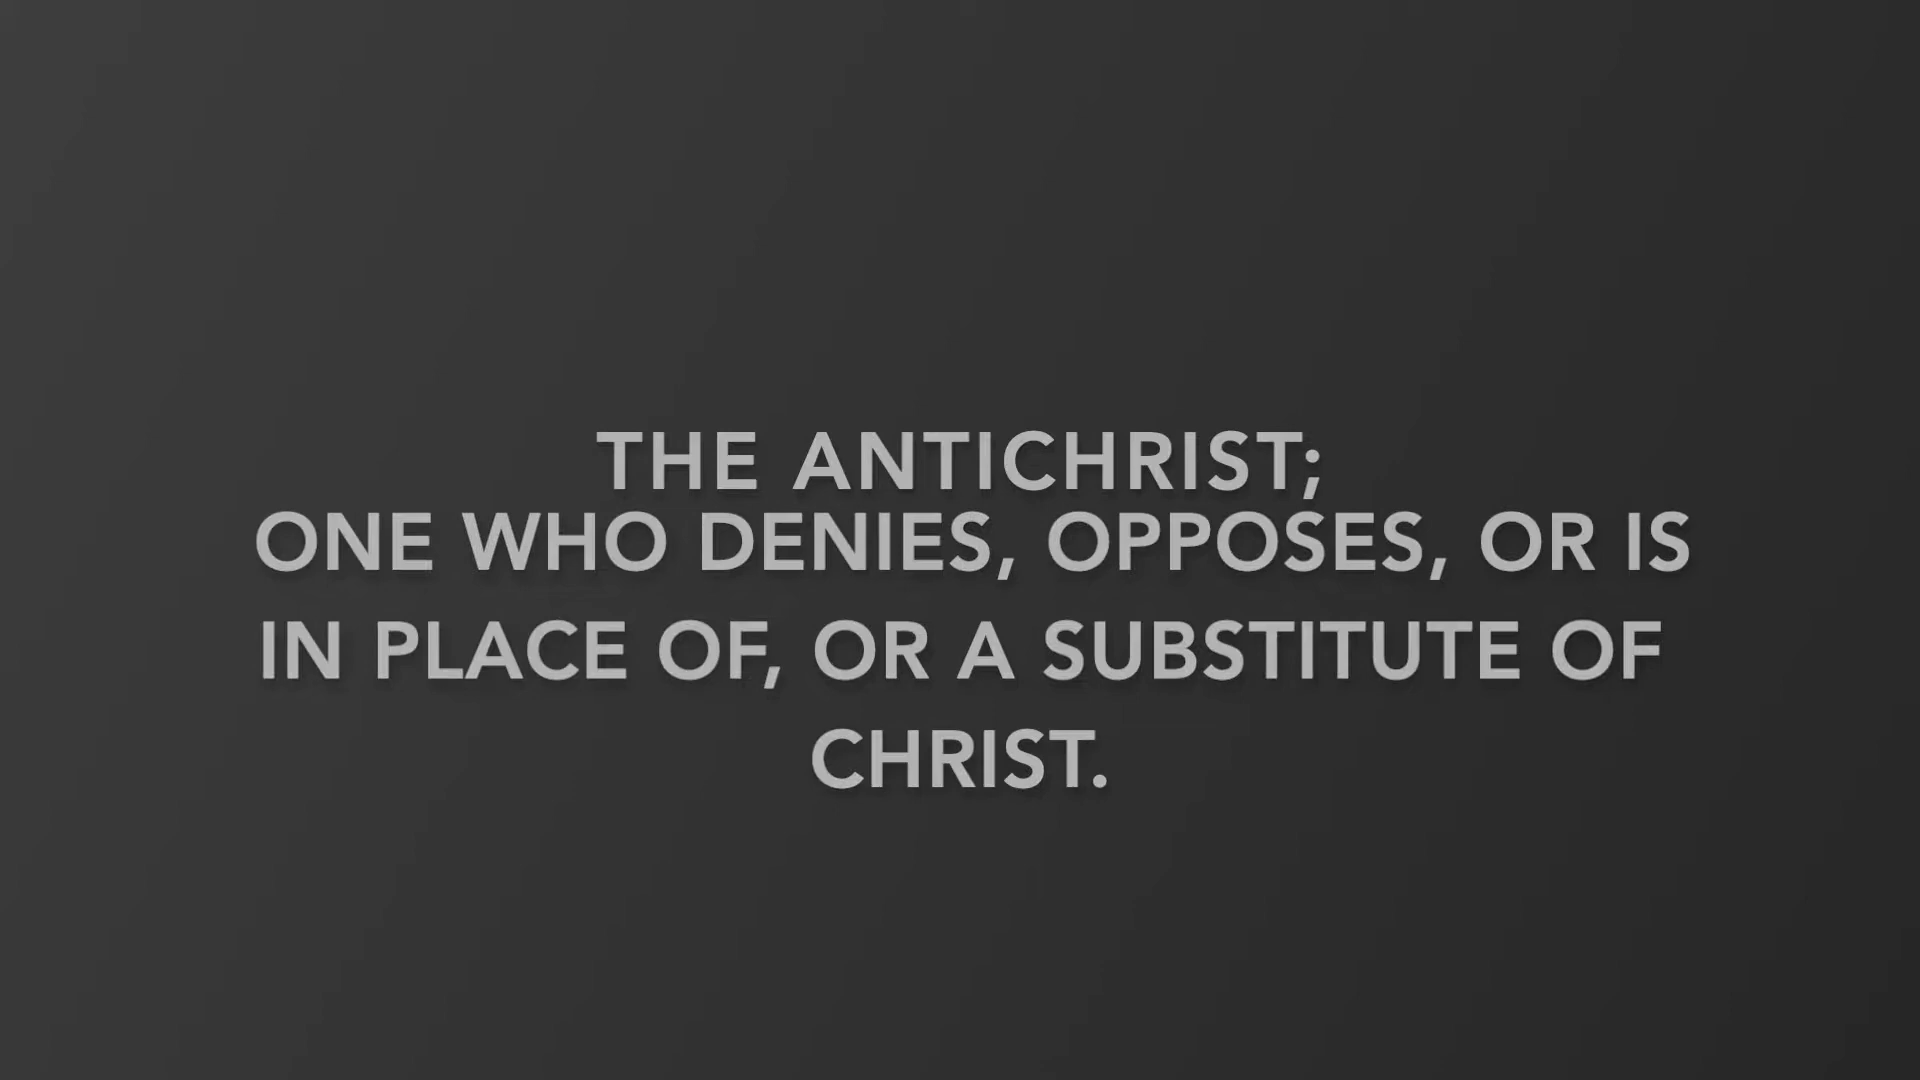 THE ANTICHRIST;
ONE WHO DENIES, OPPOSES, OR IS
IN PLACE OF, OR A SUBSTITUTE OF
CHRIST.